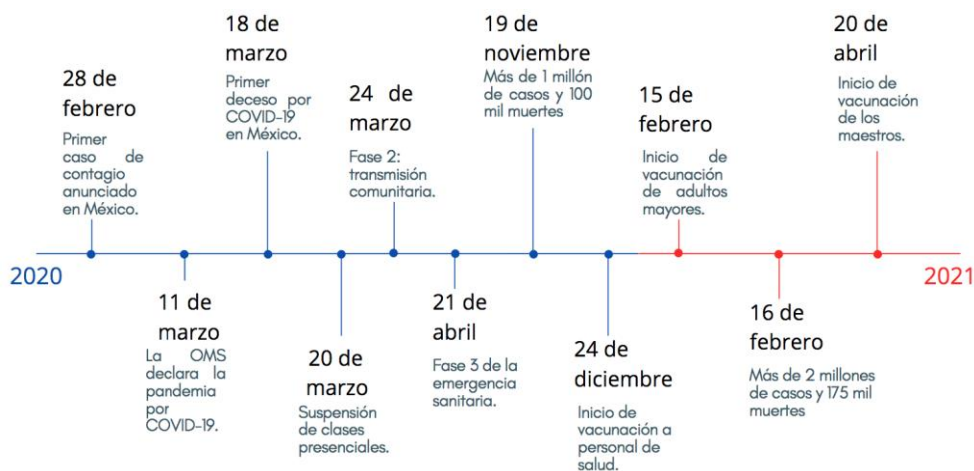 28 de
febrero
Primer
caso de
contagio
anunciado
en México.
11 de
marzo
La OMS
declara la
pandemia
por
COVID-19.
18 de
marzo
Primer
deceso por
COVID-19
en México.
20 de
marzo
Suspensión
de clases
presenciales.
24 de
marzo
Fase 2:
transmisión
comunitaria.
21 de
abril
Fase 3 de la
emergencia
sanitaria.
19 de
noviembre
Más de 1 millón
de casos y 100
mil muertes
24 de
diciembre
Inicio de
vacunación a
personal de
salud.
15 de
febrero
Inicio de
vacunación
de adultos
mayores.
16 de
febrero
Más de 2 millones
de casos y 175 mil
muertes
20 de
abril
Inicio de
vacunación
de los
maestros.
2020
2021